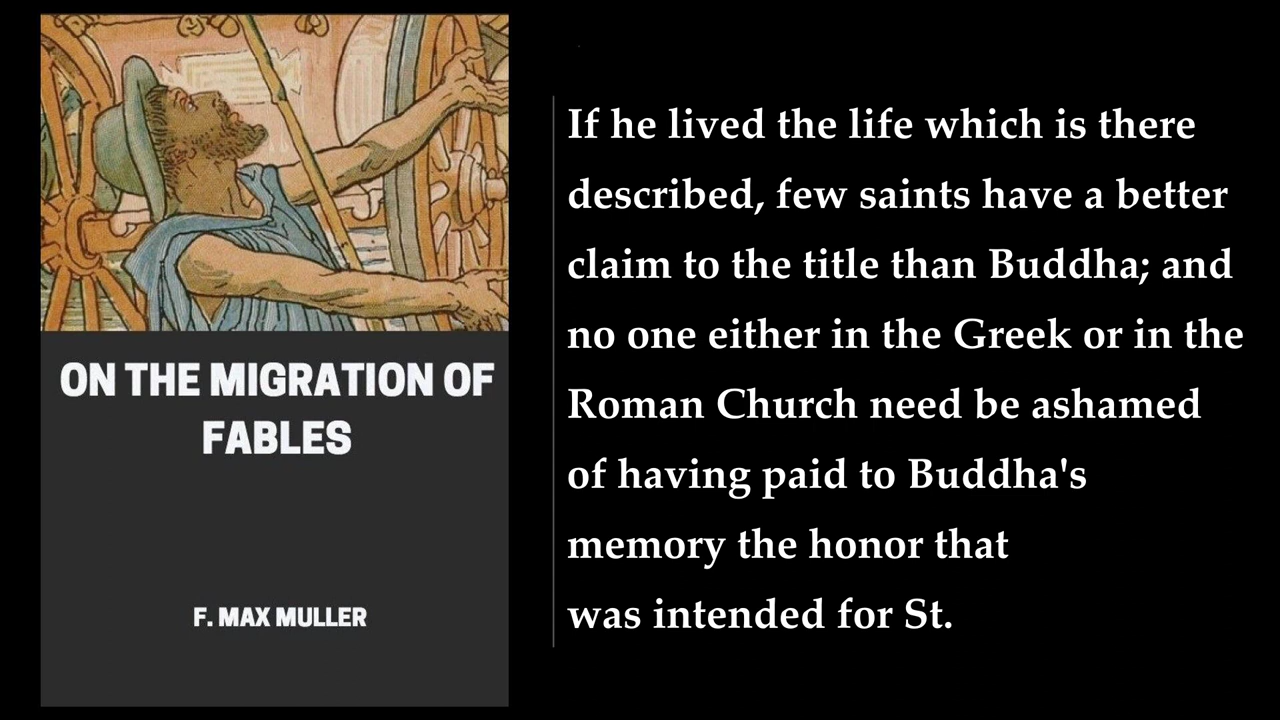 ON THE MIGRATION OF
FABLES
F. MAX MULLER
If he lived the life which is there
described, few saints have a better
claim to the title than Buddha; and
no one either in the Greek or in the
Roman Church need be ashamed
of having paid to Buddha's
memory the honor that
was intended for St.